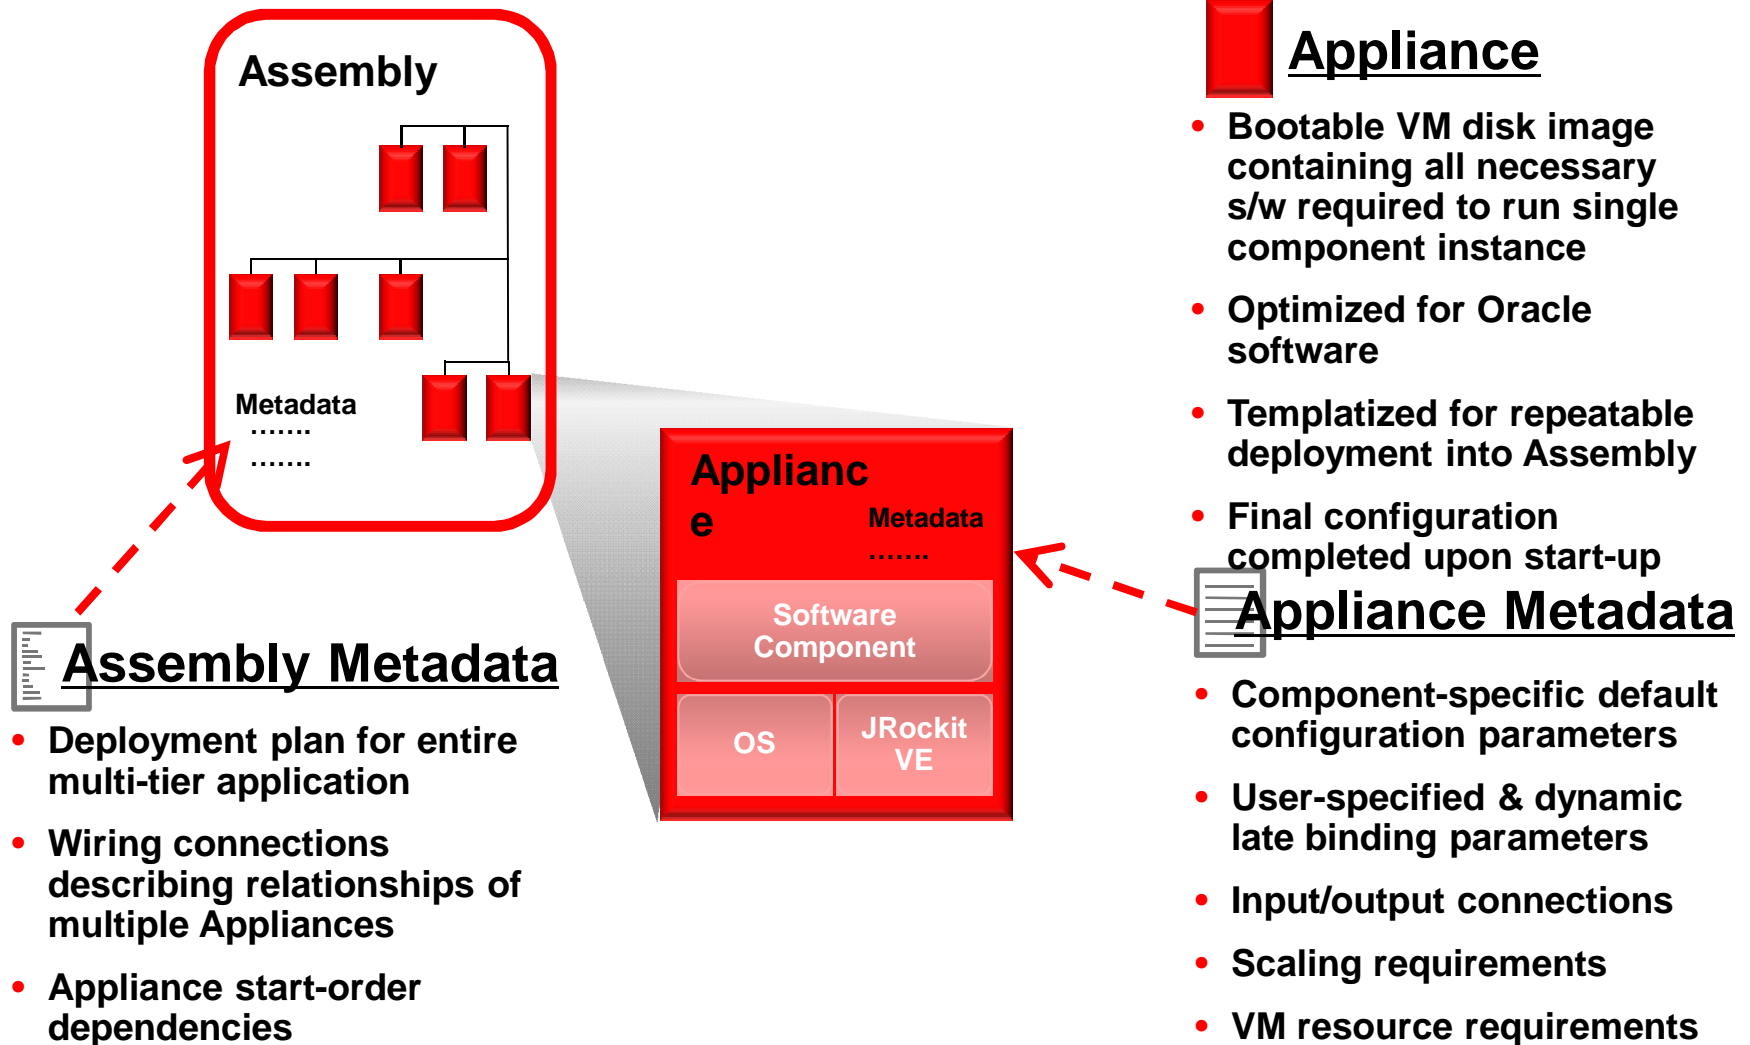 Assembly
Metadata
…….
…….
Assembly Metadata
• Deployment plan for entire
multi-tier application
• Wiring connections
describing relationships of
multiple Appliances
• Appliance start-order
dependencies
Applianc
e
Metadata
…….
Software
Component
OS
JRockit
VE
Appliance
• Bootable VM disk image
containing all necessary
s/w required to run single
component instance
• Optimized for Oracle
software
• Templatized for repeatable
deployment into Assembly
• Final configuration
completed upon start-up
Appliance Metadata
• Component-specific default
configuration parameters
• User-specified & dynamic
late binding parameters
• Input/output connections
• Scaling requirements
• VM resource requirements